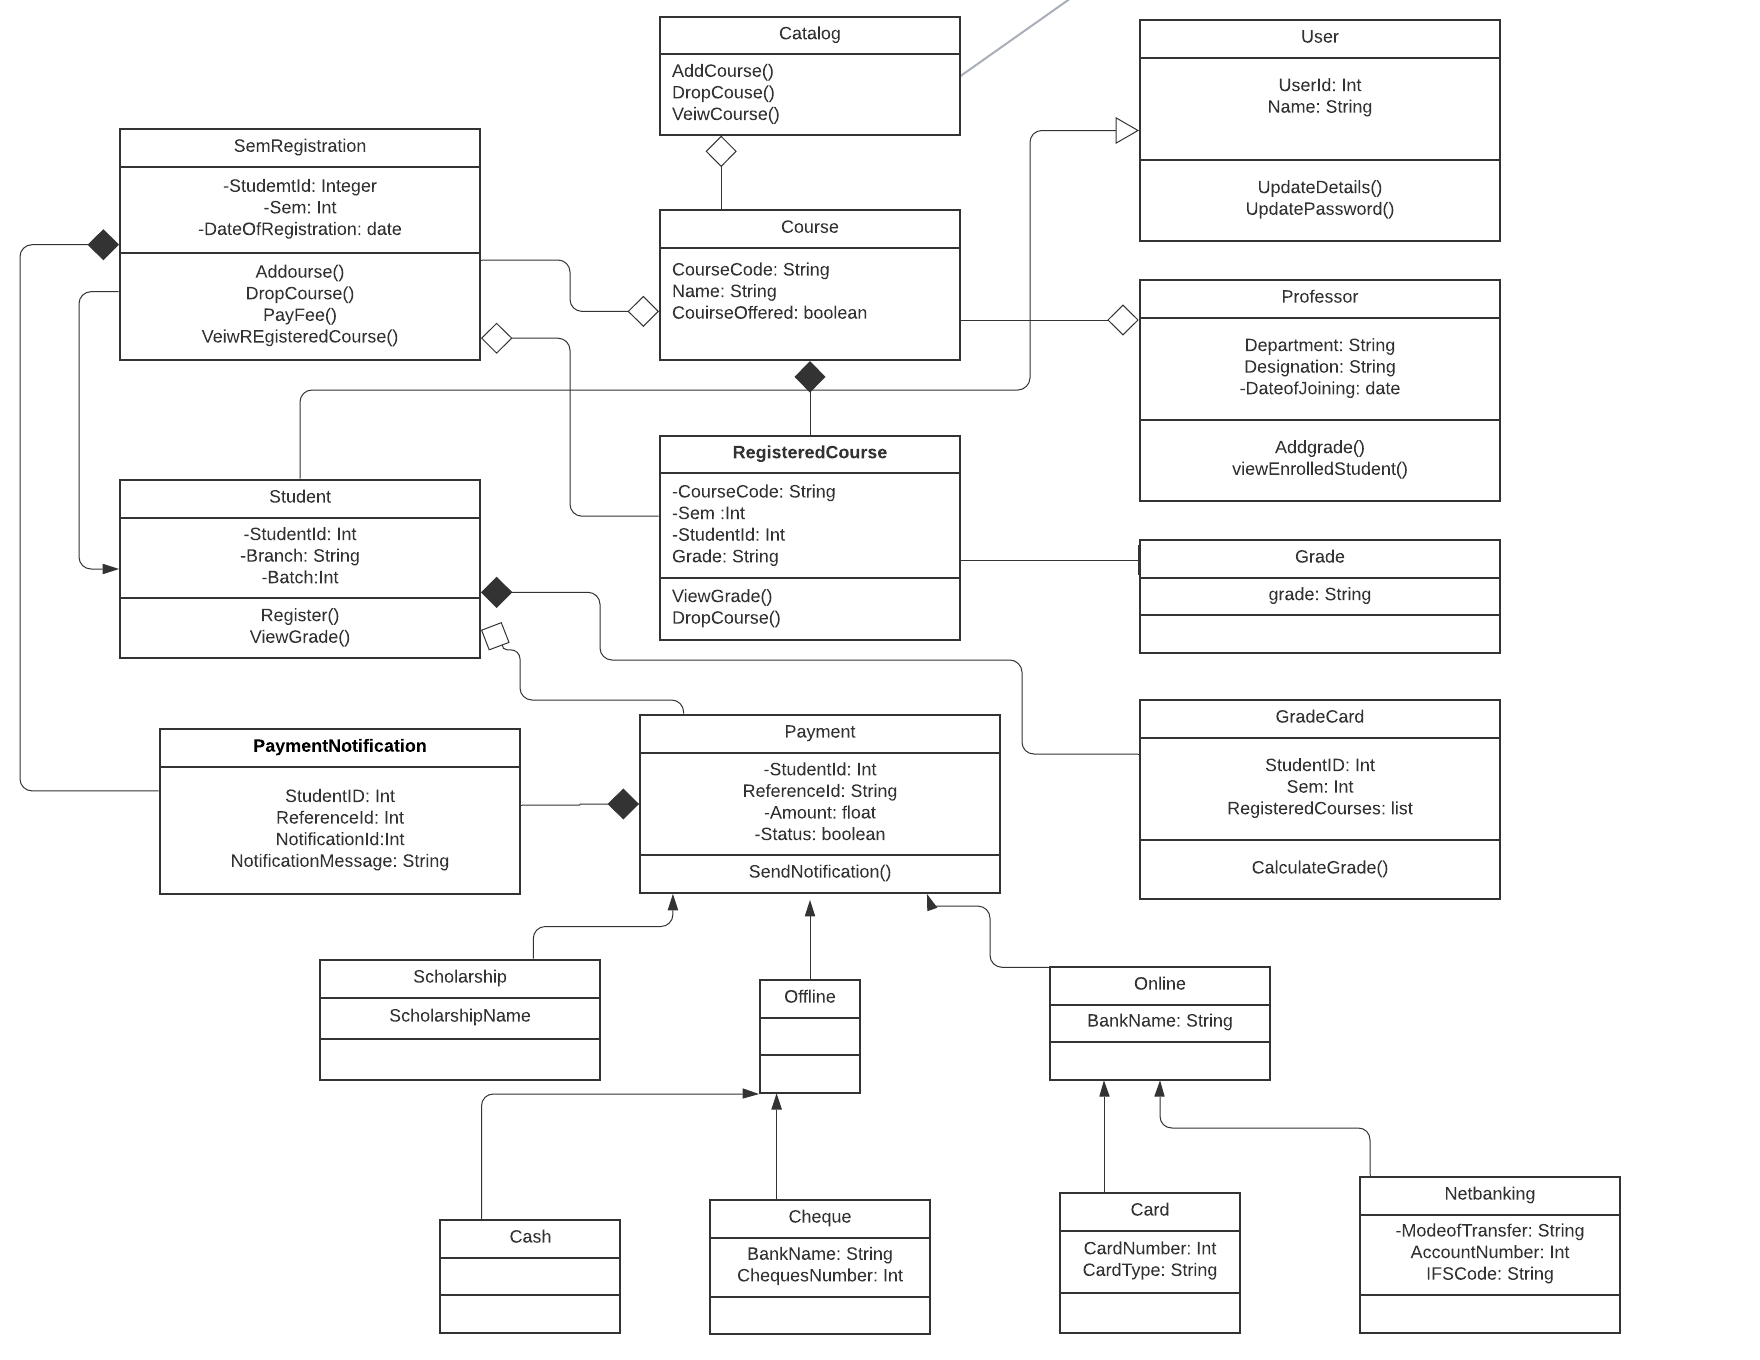 Catalog
AddCourse()
DropCouse()
VeiwCourse()
User
UserId: Int
Name: String
UpdateDetails()
UpdatePassword()
SemRegistration
-StudemtId: Integer
-Sem: Int
-DateOfRegistration: date
Addourse()
DropCourse()
PayFee()
VeiwREgisteredCourse()
Course
CourseCode: String
Name: String
CouirseOffered: boolean
Professor
Department: String
Designation: String
-DateofJoining: date
Addgrade()
viewEnrolledStudent()
Student
-StudentId: Int
-Branch: String
-Batch:Int
Register()
ViewGrade()
RegisteredCourse
-CourseCode: String
-Sem :Int
-StudentId: Int
Grade: String
ViewGrade()
DropCourse()
Grade
grade: String
PaymentNotification
StudentID: Int
ReferenceId: Int
NotificationId:Int
NotificationMessage: String
Payment
-StudentId: Int
ReferenceId: String
-Amount: float
-Status: boolean
SendNotification()
GradeCard
StudentID: Int
Sem: Int
RegisteredCourses: list
CalculateGrade()
Scholarship
ScholarshipName
Offline
Online
BankName: String
Cash
Cheque
BankName: String
ChequesNumber: Int
Card
CardNumber: Int
CardType: String
Netbanking
-ModeofTransfer: String
AccountNumber: Int
IFSCode: String